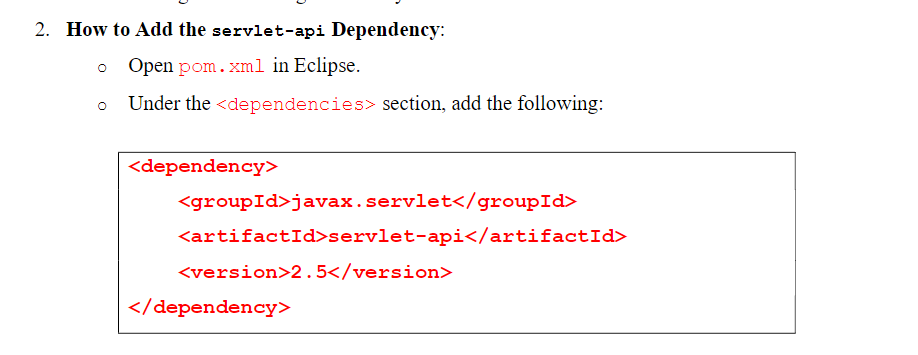 2. How to Add the servlet-api Dependency:
o Open pom.xml in Eclipse.
o Under the <dependencies> section, add the following:
<dependency>
<groupId>javax.servlet</groupId>
<artifactId>servlet-api</artifactId>
<version>2.5</version>
</dependency>